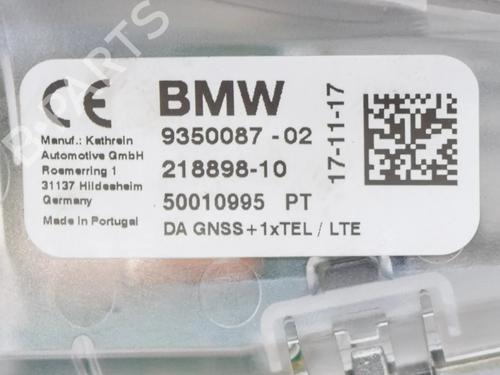 B-PARTS
CE
BMW
Manuf.: Kathrein
Automotive GmbH
Roemerring 1
31137 Hildesheim
Germany
Made in Portugal
9350087 - 02
218898-10
50010995 PT
DA GNSS+1xTEL / LTE
17-11-17